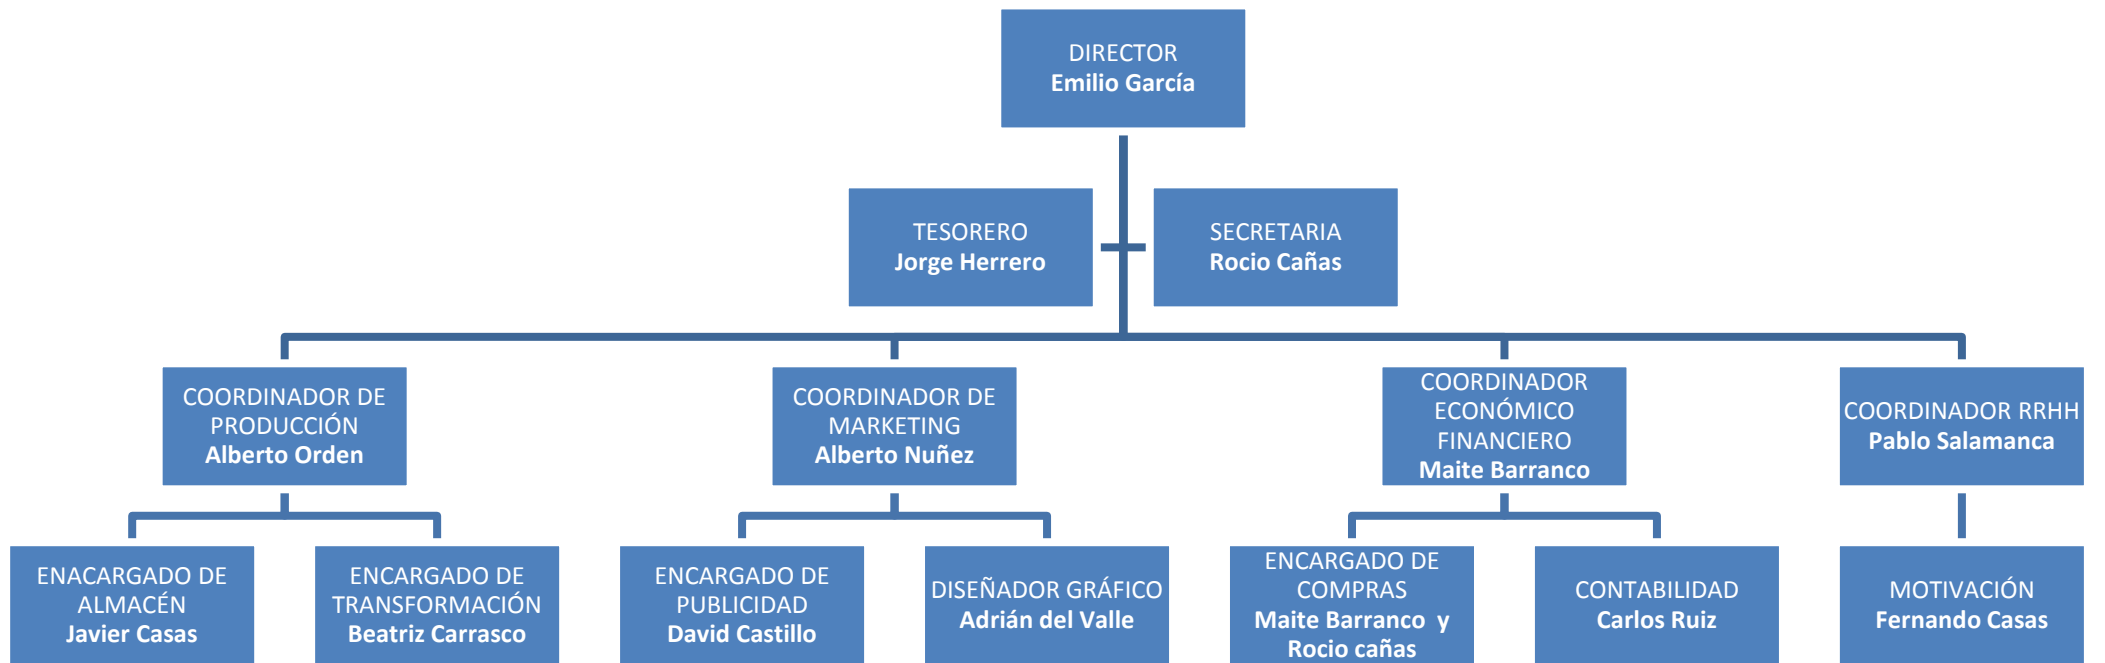 DIRECTOR
Emilio García
TESORERO
Jorge Herrero
SECRETARIA
Rocio Cañas
COORDINADOR DE
PRODUCCIÓN
Alberto Orden
COORDINADOR DE
MARKETING
Alberto Nuñez
COORDINADOR
ECONÓMICO
FINANCIERO
Maite Barranco
COORDINADOR RRHH
Pablo Salamanca
ENACARGADO DE
ALMACÉN
Javier Casas
ENCARGADO DE
TRANSFORMACIÓN
Beatriz Carrasco
ENCARGADO DE
PUBLICIDAD
David Castillo
DISEÑADOR GRÁFICO
Adrián del Valle
ENCARGADO DE
COMPRAS
Maite Barranco y
Rocio cañas
CONTABILIDAD
Carlos Ruiz
MOTIVACIÓN
Fernando Casas